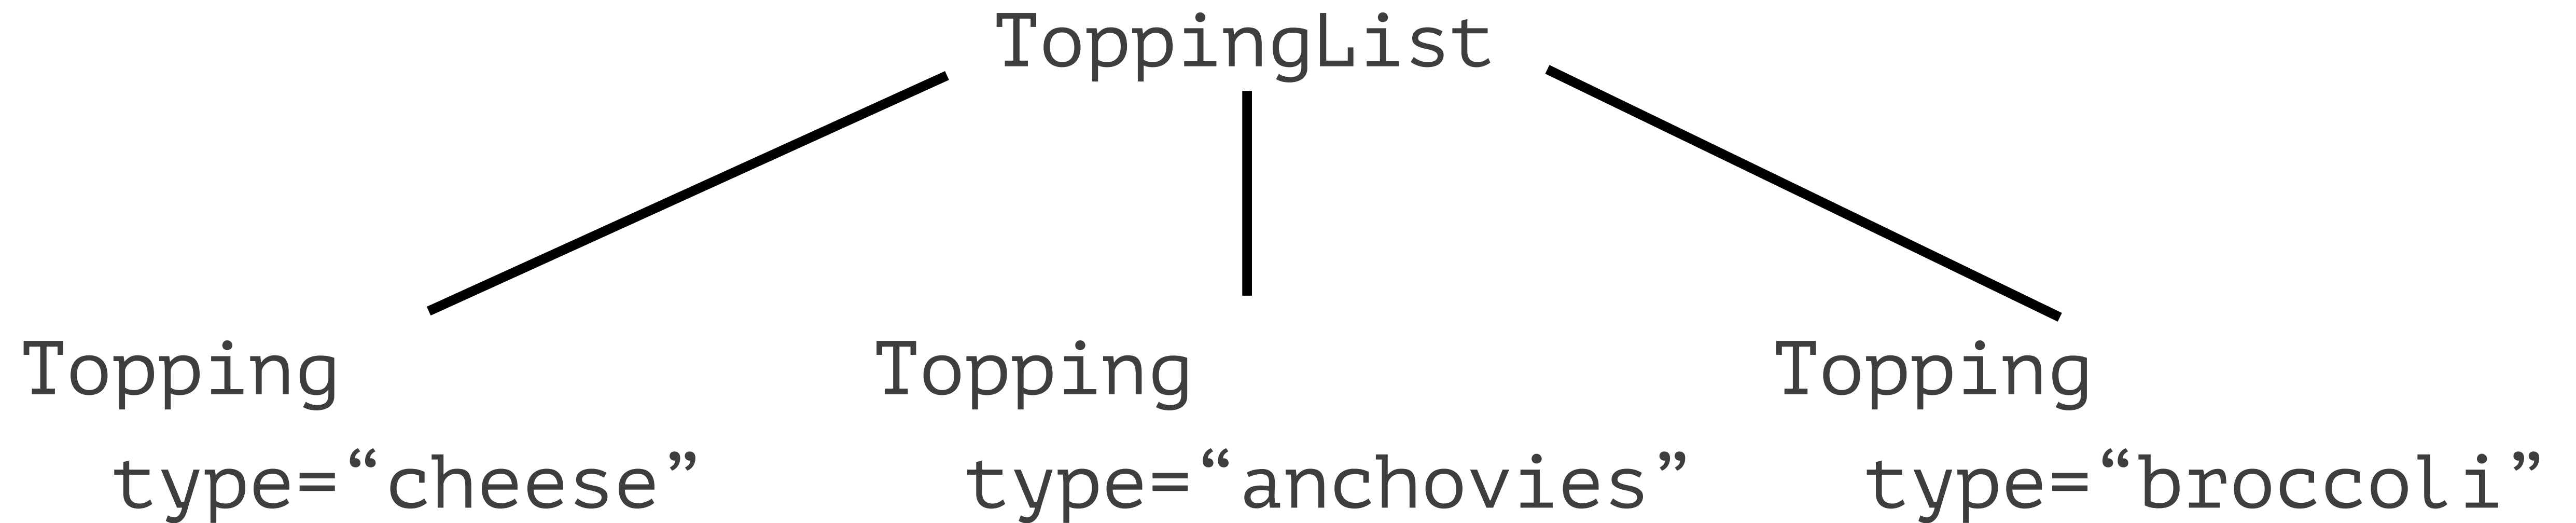 ToppingList
Topping
type=“cheese”
Topping
type=“anchovies”
Topping
type=“broccoli”